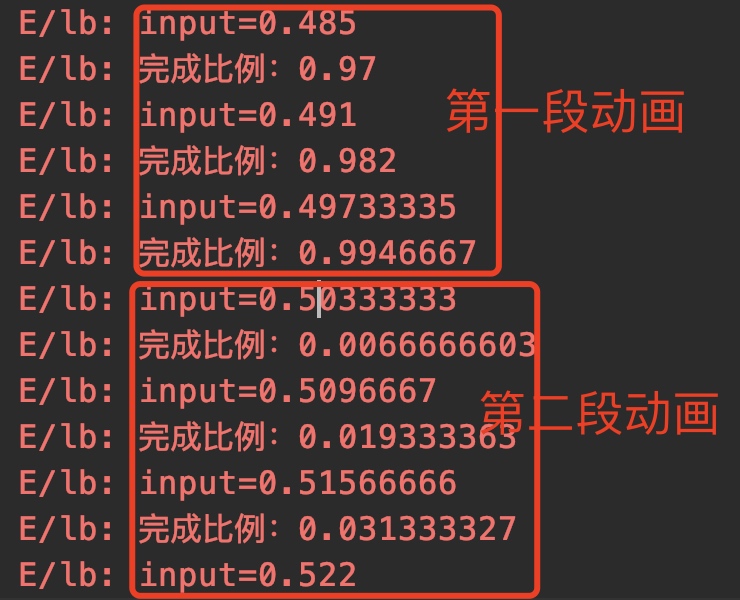 E/lb: input=0.485
E/lb: 完成比例：0.97
E/lb: input=0.491
第一段动画
E/lb: 完成比例：0.982
E/lb: input=0.49733335
E/lb: 完成比例：0.9946667
E/lb: input=0.50333333
E/lb: 完成比例：0.0066666603
E/lb: input=0.5096667
第二段动画
E/lb: 完成比例：0.019333363
E/lb: input=0.51566666
E/lb: 完成比例：0.031333327
E/lb: input=0.522